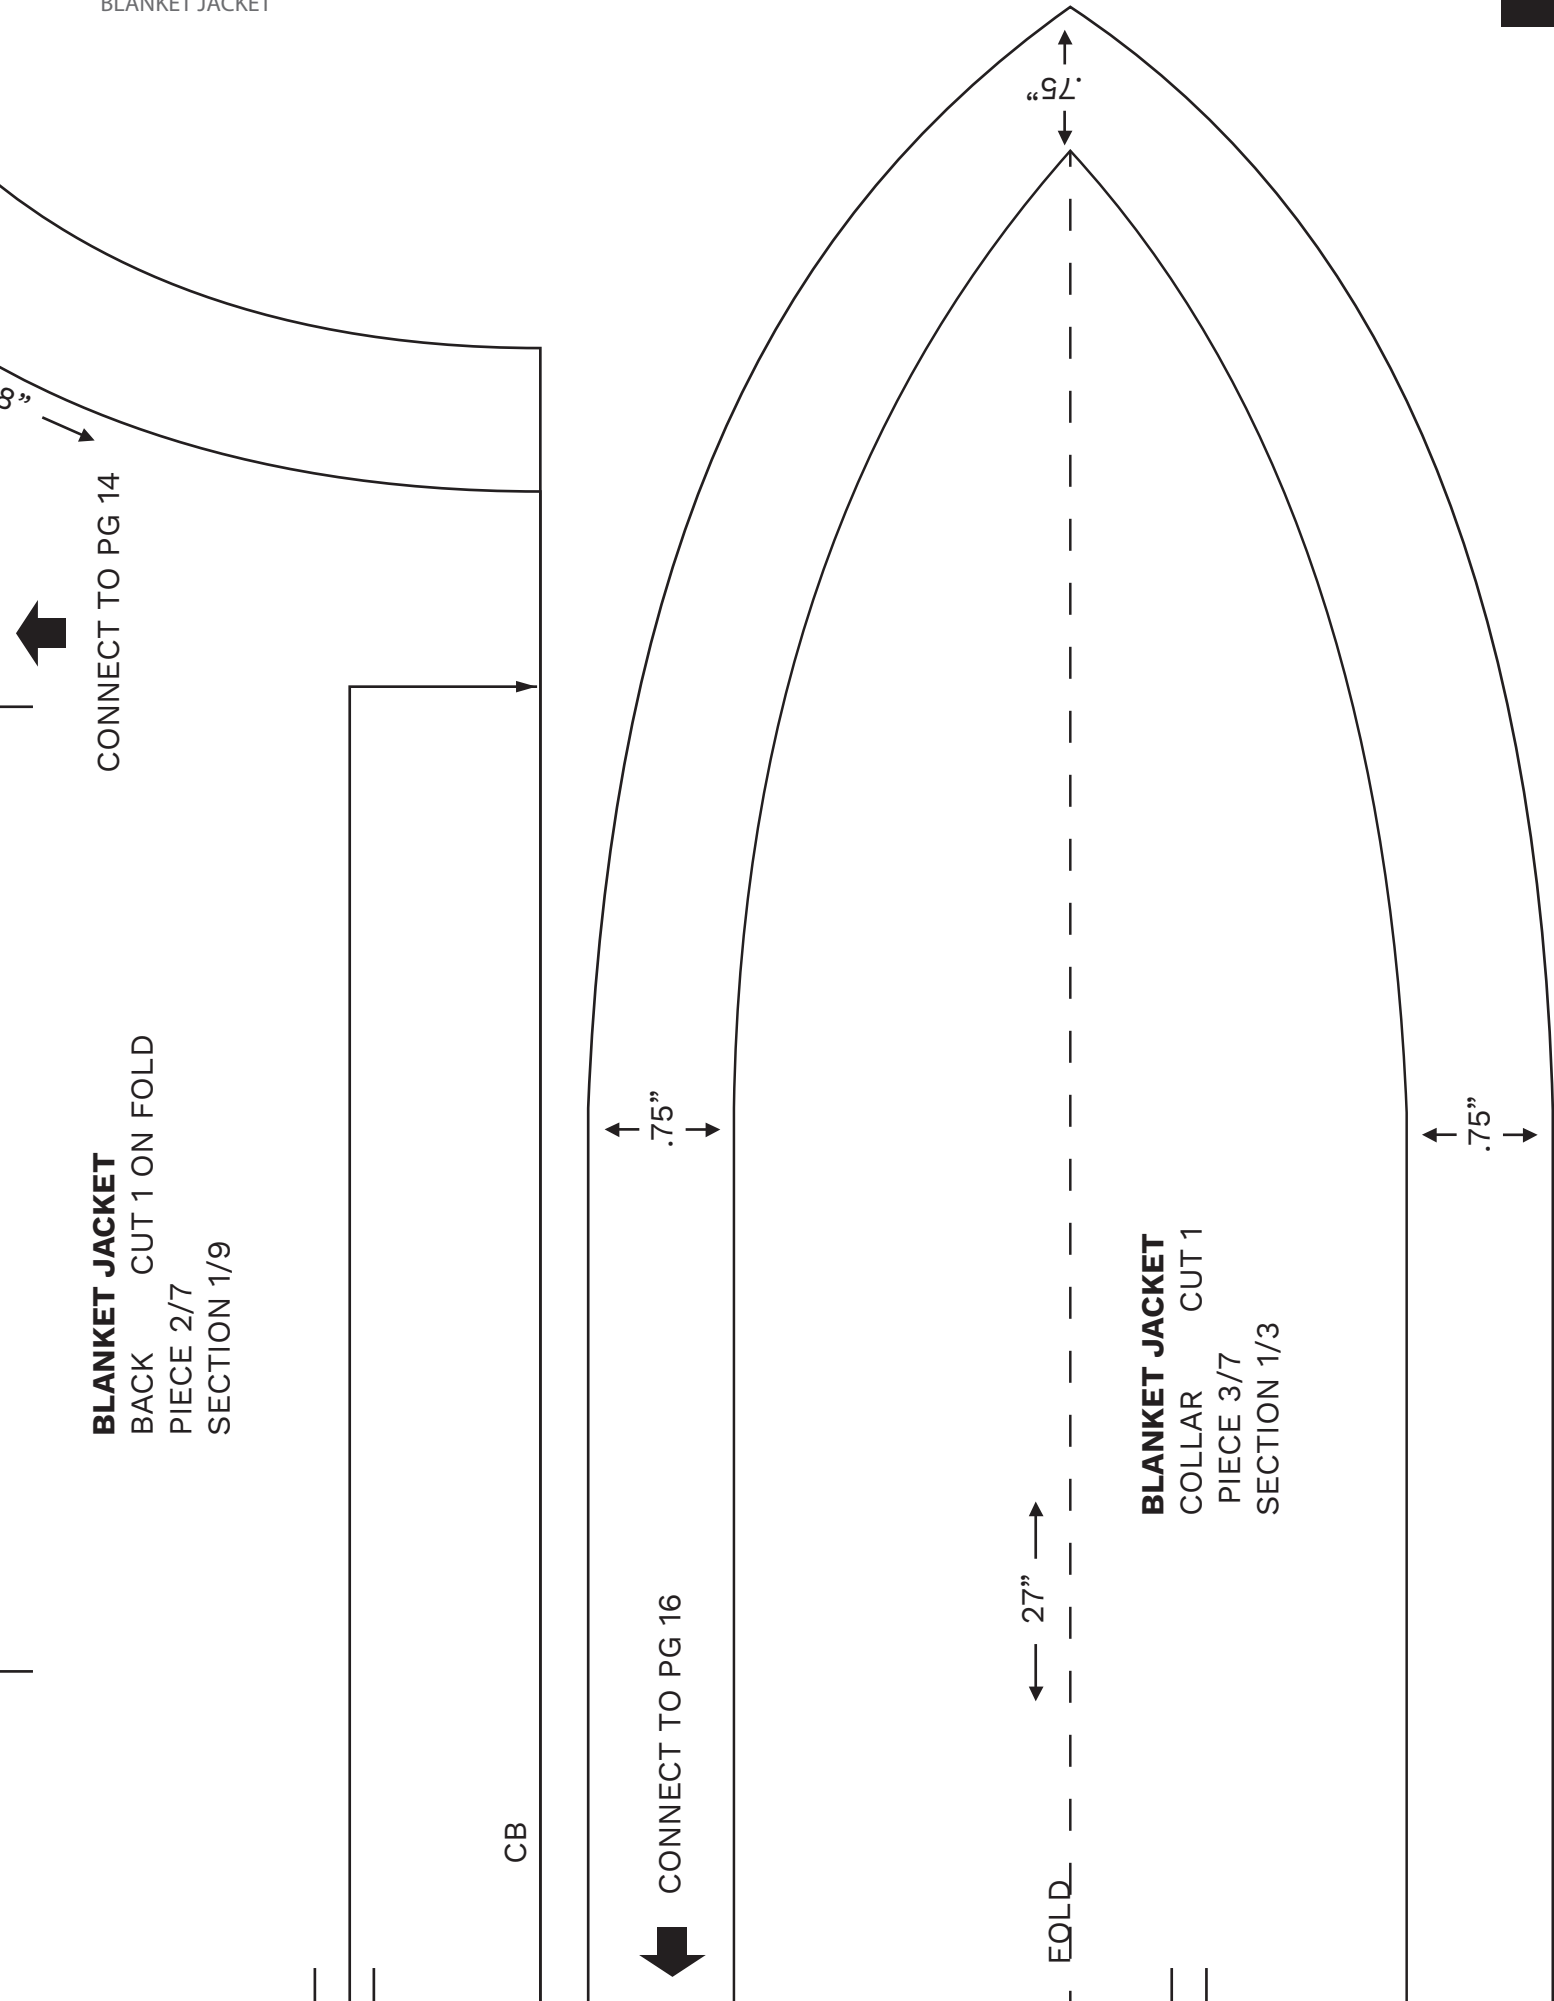 BLANKET JACKET
.75”
8”
CONNECT TO PG 14
BLANKET JACKET
BACK CUT 1 ON FOLD
PIECE 2/7
SECTION 1/9
.75”
.75”
BLANKET JACKET
COLLAR CUT 1
PIECE 3/7
SECTION 1/3
27”
CONNECT TO PG 16
CB
FOLD